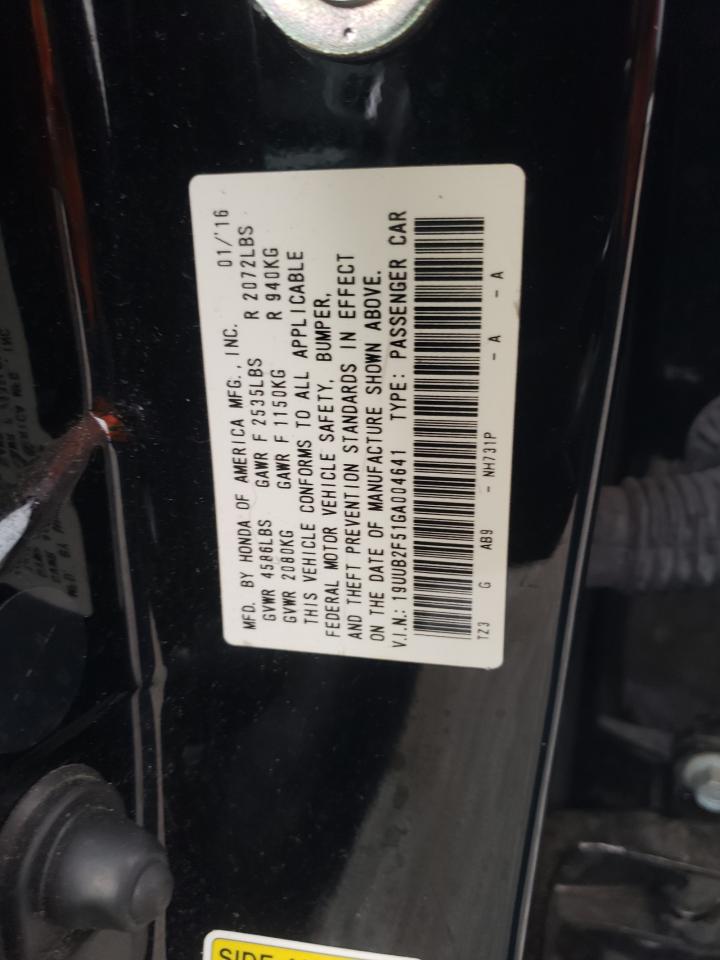 MFD. BY HONDA OF AMERICA MFG., INC. 01/'16
GVWR 4586LBS GAWR F 2535LBS R 2072LBS
GVWR 2080KG GAWR F 1150KG R 940KG
THIS VEHICLE CONFORMS TO ALL APPLICABLE
FEDERAL MOTOR VEHICLE SAFETY, BUMPER,
AND THEFT PREVENTION STANDARDS IN EFFECT
ON THE DATE OF MANUFACTURE SHOWN ABOVE.
V.I.N.: 19UUB2F51GA004641 TYPE: PASSENGER CAR
TZ3 G AB9 - NH731P - A - A
SIDE